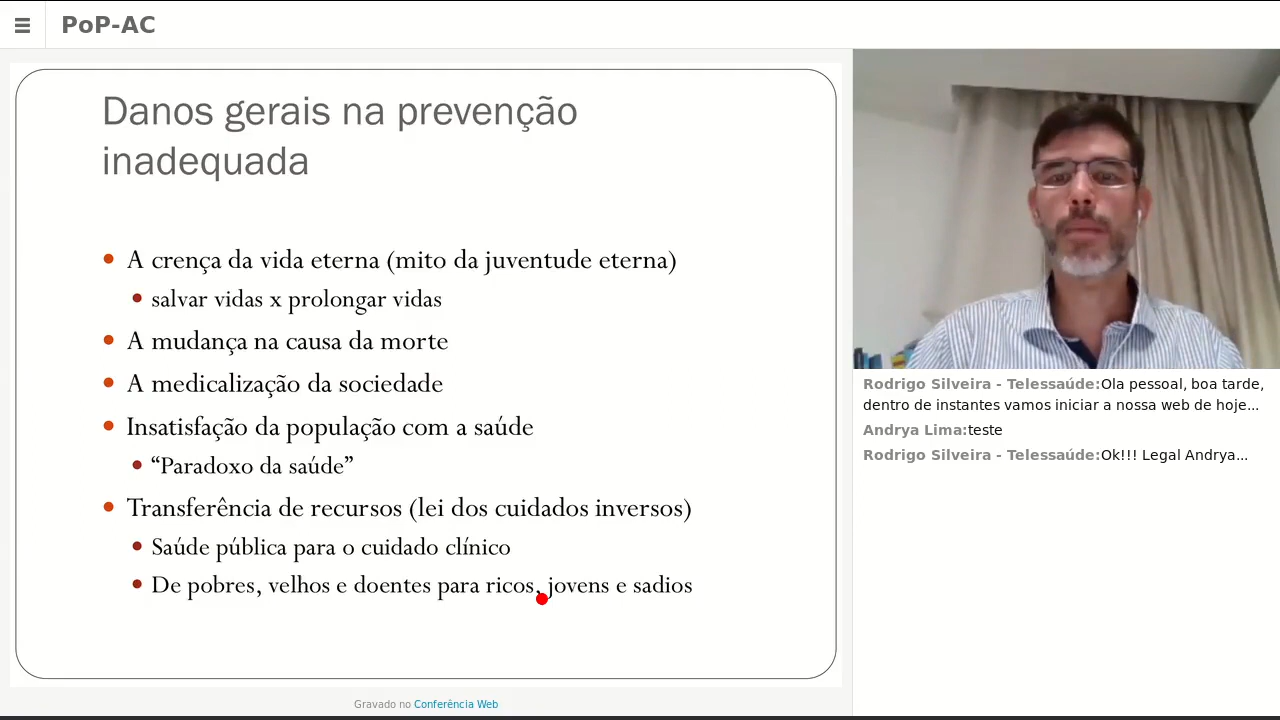 PoP-AC
Danos gerais na prevenção
inadequada
A crença da vida eterna (mito da juventude eterna)
salvar vidas x prolongar vidas
A mudança na causa da morte
A medicalização da sociedade
Insatisfação da população com a saúde
“Paradoxo da saúde”
Transferência de recursos (lei dos cuidados inversos)
Saúde pública para o cuidado clínico
De pobres, velhos e doentes para ricos, jovens e sadios
Gravado no Conferência Web
Rodrigo Silveira - Telessaúde:Ola pessoal, boa tarde,
dentro de instantes vamos iniciar a nossa web de hoje...
Andrya Lima:teste
Rodrigo Silveira - Telessaúde:Ok!!! Legal Andrya...